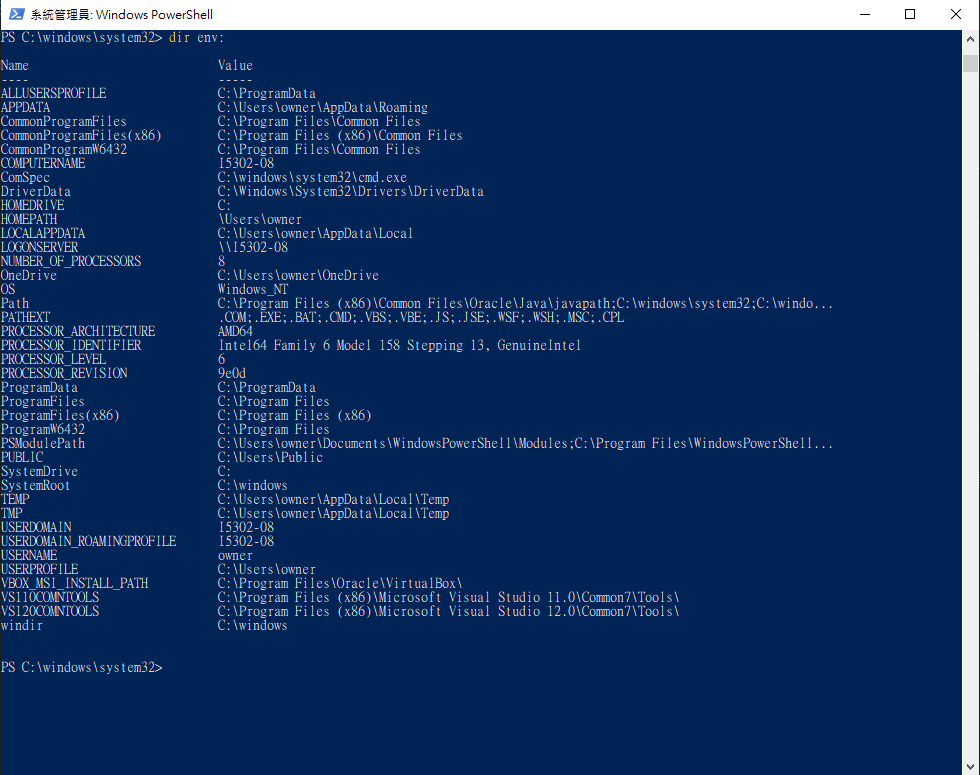 系統管理員: Windows PowerShell
PS C:\windows\system32> dir env:
Name                           Value
----                           -----
ALLUSERSPROFILE                C:\ProgramData
APPDATA                        C:\Users\owner\AppData\Roaming
CommonProgramFiles             C:\Program Files\Common Files
CommonProgramFiles(x86)        C:\Program Files (x86)\Common Files
CommonProgramW6432             C:\Program Files\Common Files
COMPUTERNAME                   I5302-08
ComSpec                        C:\windows\system32\cmd.exe
DriverData                     C:\Windows\System32\Drivers\DriverData
HOMEDRIVE                      C:
HOMEPATH                       \Users\owner
LOCALAPPDATA                   C:\Users\owner\AppData\Local
LOGONSERVER                    \\I5302-08
NUMBER_OF_PROCESSORS           8
OneDrive                       C:\Users\owner\OneDrive
OS                             Windows_NT
Path                           C:\Program Files (x86)\Common Files\Oracle\Java\javapath;C:\windows\system32;C:\windo...
PATHEXT                        .COM;.EXE;.BAT;.CMD;.VBS;.VBE;.JS;.JSE;.WSF;.WSH;.MSC;.CPL
PROCESSOR_ARCHITECTURE         AMD64
PROCESSOR_IDENTIFIER           Intel64 Family 6 Model 158 Stepping 13, GenuineIntel
PROCESSOR_LEVEL                6
PROCESSOR_REVISION             9e0d
ProgramData                    C:\ProgramData
ProgramFiles                   C:\Program Files
ProgramFiles(x86)              C:\Program Files (x86)
ProgramW6432                   C:\Program Files
PSModulePath                   C:\Users\owner\Documents\WindowsPowerShell\Modules;C:\Program Files\WindowsPowerShell...
PUBLIC                         C:\Users\Public
SystemDrive                    C:
SystemRoot                     C:\windows
TEMP                           C:\Users\owner\AppData\Local\Temp
TMP                            C:\Users\owner\AppData\Local\Temp
USERDOMAIN                     I5302-08
USERDOMAIN_ROAMINGPROFILE      I5302-08
USERNAME                       owner
USERPROFILE                    C:\Users\owner
VBOX_MSI_INSTALL_PATH          C:\Program Files\Oracle\VirtualBox\
VS110COMNTOOLS                 C:\Program Files (x86)\Microsoft Visual Studio 11.0\Common7\Tools\
VS120COMNTOOLS                 C:\Program Files (x86)\Microsoft Visual Studio 12.0\Common7\Tools\
windir                         C:\windows
PS C:\windows\system32>